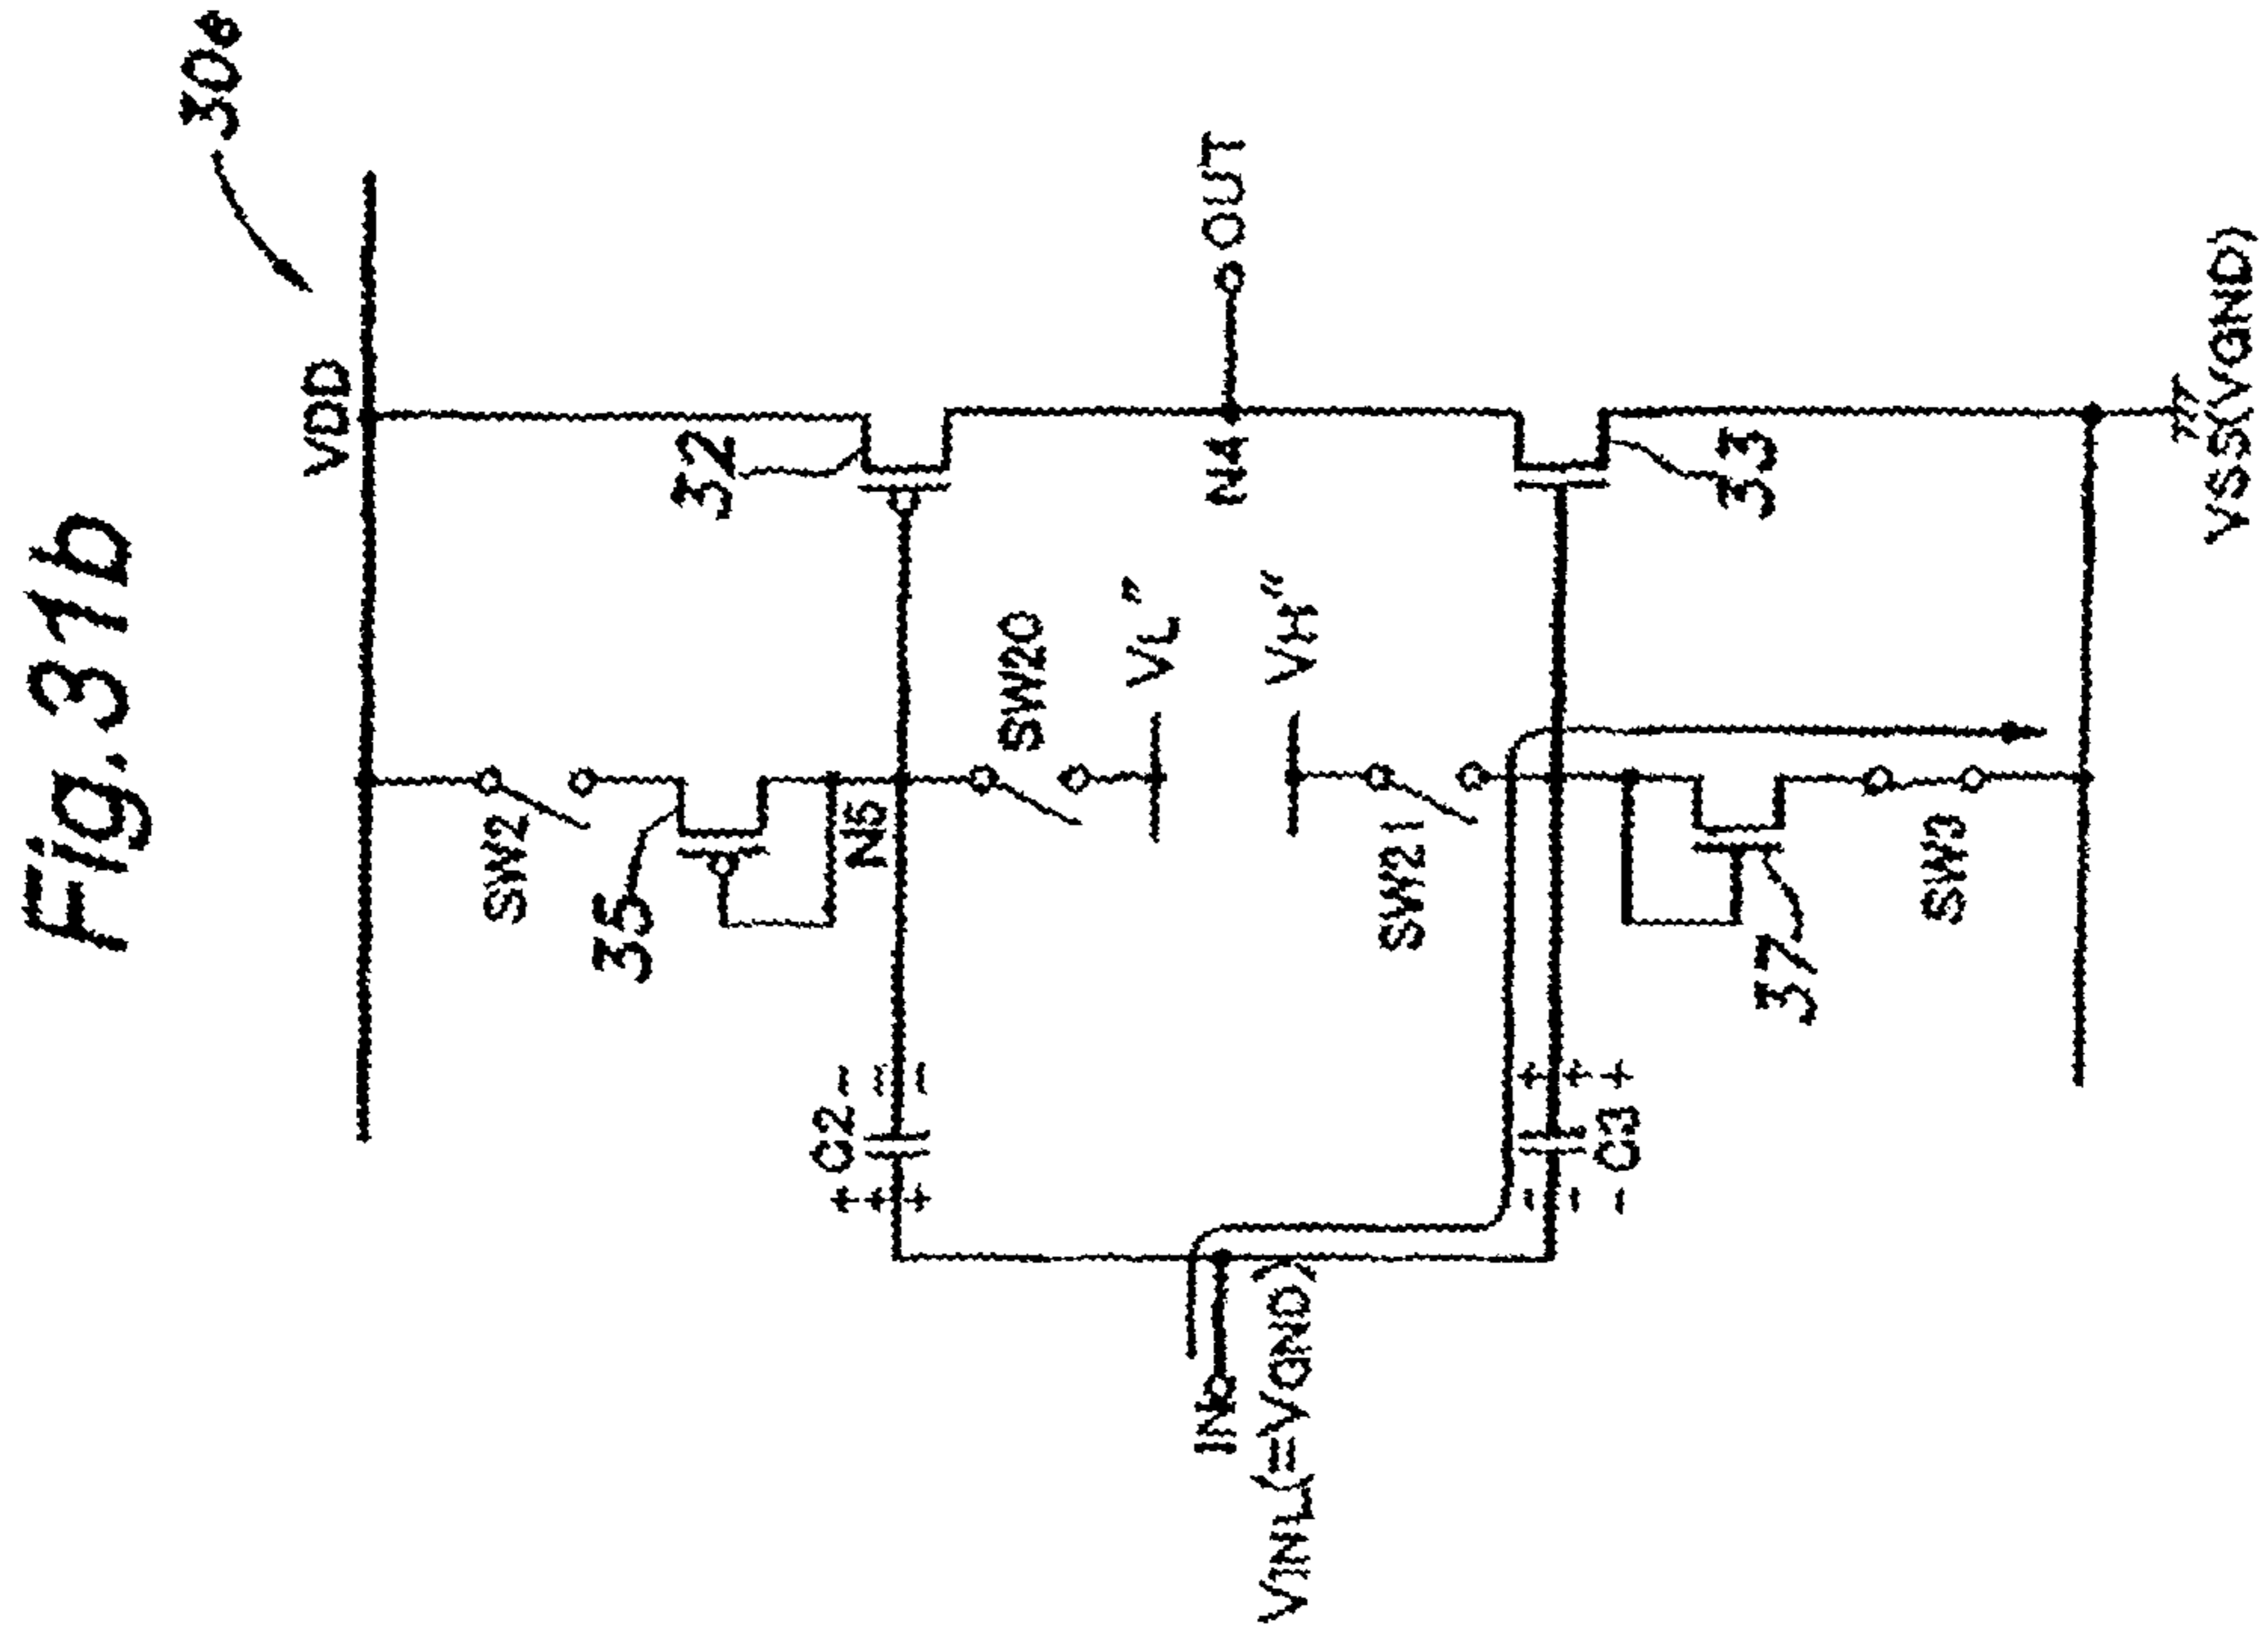 Fig. 31b
30e
VDD
SW2
35
N5
32
C2
SW20
VL"
VH"
N4
OUT
IN
VINL(=VGND)
SW21
C3
37
33
SW3
VSS(VGND)